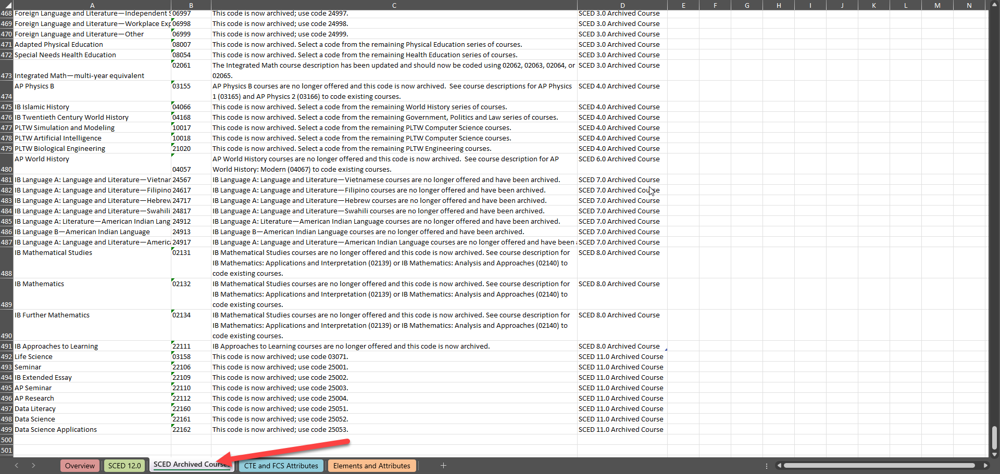 A B C D E F G H I J K L M N
468 Foreign Language and Literature—Independent 06997 This code is now archived; use code 24997. SCED 3.0 Archived Course
469 Foreign Language and Literature—Workplace Exp 06998 This code is now archived; use code 24998. SCED 3.0 Archived Course
470 Foreign Language and Literature—Other 06999 This code is now archived; use code 24999. SCED 3.0 Archived Course
471 Adapted Physical Education 08007 This code is now archived. Select a code from the remaining Physical Education series of courses. SCED 3.0 Archived Course
472 Special Needs Health Education 08054 This code is now archived. Select a code from the remaining Health Education series of courses. SCED 3.0 Archived Course
02061 The Integrated Math course description has been updated and should now be coded using 02062, 02063, 02064, or SCED 3.0 Archived Course
473 Integrated Math—multi-year equivalent 02065.
AP Physics B 03155 AP Physics B courses are no longer offered and this code is now archived. See course descriptions for AP Physics SCED 4.0 Archived Course
474 1 (03165) and AP Physics 2 (03166) to code existing courses.
475 IB Islamic History 04066 This code is now archived. Select a code from the remaining World History series of courses. SCED 4.0 Archived Course
476 IB Twentieth Century World History 04168 This code is now archived. Select a code from the remaining Government, Politics and Law series of courses. SCED 4.0 Archived Course
477 PLTW Simulation and Modeling 10017 This code is now archived. Select a code from the remaining PLTW Computer Science courses. SCED 4.0 Archived Course
478 PLTW Artificial Intelligence 10018 This code is now archived. Select a code from the remaining PLTW Computer Science courses. SCED 4.0 Archived Course
479 PLTW Biological Engineering 21020 This code is now archived. Select a code from the remaining PLTW Engineering courses. SCED 4.0 Archived Course
AP World History AP World History courses are no longer offered and this code is now archived. See course description for AP SCED 6.0 Archived Course
480 04057 World History: Modern (04067) to code existing courses.
481 IB Language A: Language and Literature—Vietnar 24567 IB Language A: Language and Literature—Vietnamese courses are no longer offered and have been archived. SCED 7.0 Archived Course
482 IB Language A: Language and Literature—Filipino 24617 IB Language A: Language and Literature—Filipino courses are no longer offered and have been archived. SCED 7.0 Archived Course
483 IB Language A: Language and Literature—Hebrew 24717 IB Language A: Language and Literature—Hebrew courses are no longer offered and have been archived. SCED 7.0 Archived Course
484 IB Language A: Language and Literature—Swahili 24817 IB Language A: Language and Literature—Swahili courses are no longer offered and have been archived. SCED 7.0 Archived Course
485 IB Language A: Literature—American Indian Lang 24912 IB Language A: Literature—American Indian Language courses are no longer offered and have been archived. SCED 7.0 Archived Course
486 IB Language B—American Indian Language 24913 IB Language B—American Indian Language courses are no longer offered and have been archived. SCED 7.0 Archived Course
487 IB Language A: Language and Literature—Americ 24917 IB Language A: Language and Literature—American Indian Language courses are no longer offered and have been SCED 7.0 Archived Course
IB Mathematical Studies 02131 IB Mathematical Studies courses are no longer offered and this code is now archived. See course description for SCED 8.0 Archived Course
IB Mathematics: Applications and Interpretation (02139) or IB Mathematics: Analysis and Approaches (02140) to
488 code existing courses.
IB Mathematics 02132 IB Mathematical Studies courses are no longer offered and this code is now archived. See course description for SCED 8.0 Archived Course
IB Mathematics: Applications and Interpretation (02139) or IB Mathematics: Analysis and Approaches (02140) to
489 code existing courses.
IB Further Mathematics 02134 IB Mathematical Studies courses are no longer offered and this code is now archived. See course description for SCED 8.0 Archived Course
IB Mathematics: Applications and Interpretation (02139) or IB Mathematics: Analysis and Approaches (02140) to
490 code existing courses.
491 IB Approaches to Learning 22111 IB Approaches to Learning courses are no longer offered and this code is now archived. SCED 8.0 Archived Course
492 Life Science 03158 This code is now archived; use code 03071. SCED 11.0 Archived Course
493 Seminar 22106 This code is now archived; use code 25001. SCED 11.0 Archived Course
494 IB Extended Essay 22109 This code is now archived; use code 25002. SCED 11.0 Archived Course
495 AP Seminar 22110 This code is now archived; use code 25003. SCED 11.0 Archived Course
496 AP Research 22112 This code is now archived; use code 25004. SCED 11.0 Archived Course
497 Data Literacy 22160 This code is now archived; use code 25051. SCED 11.0 Archived Course
498 Data Science 22161 This code is now archived; use code 25052. SCED 11.0 Archived Course
499 Data Science Applications 22162 This code is now archived; use code 25053. SCED 11.0 Archived Course
500
501
Overview SCED 12.0 SCED Archived Cours CTE and FCS Attributes Elements and Attributes